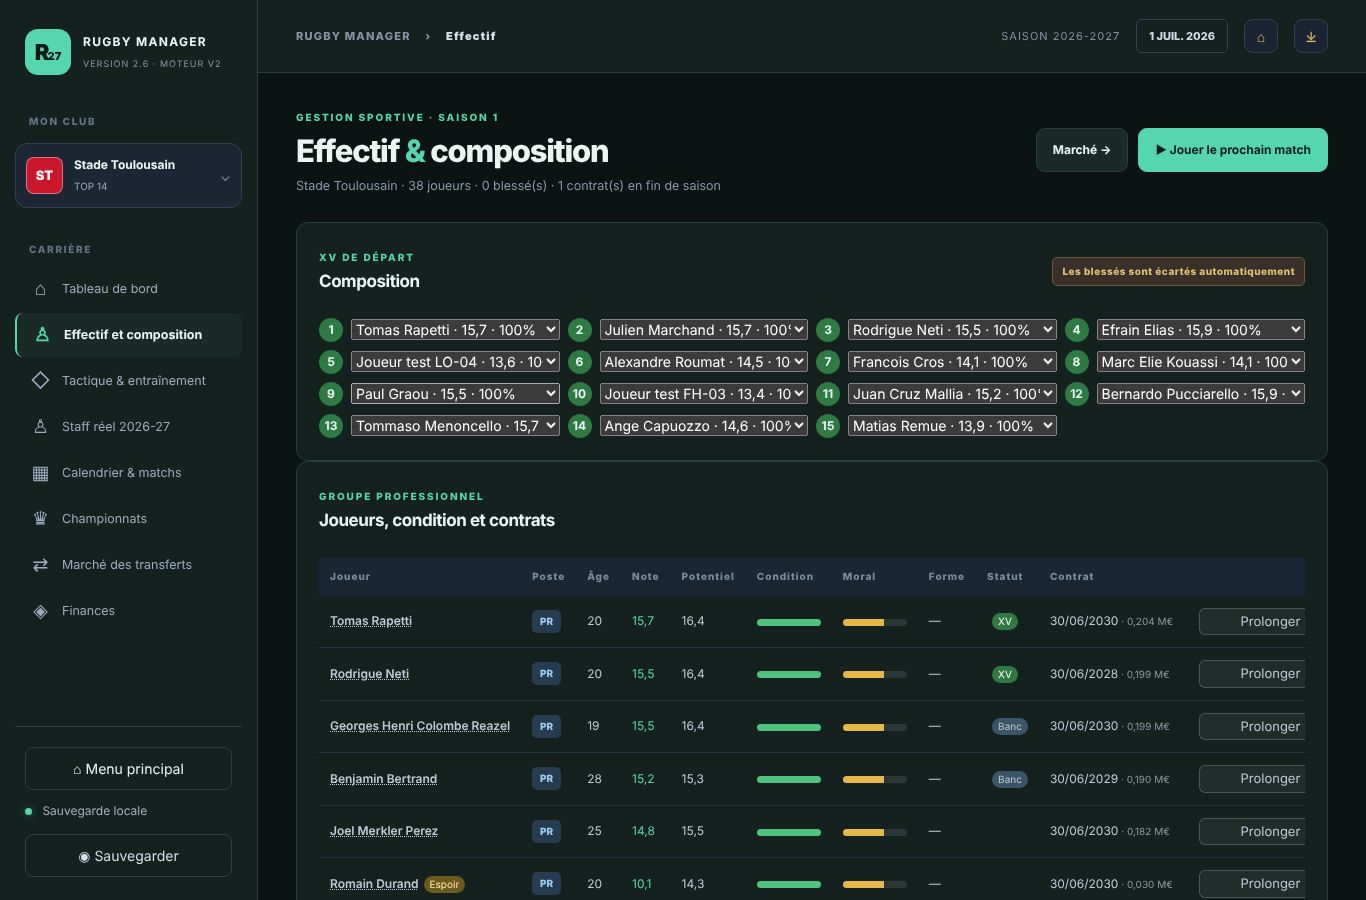 R27
RUGBY MANAGER
VERSION 2.6 · MOTEUR V2
MON CLUB
ST
Stade Toulousain
TOP 14
CARRIÈRE
Tableau de bord
Effectif et composition
Tactique & entraînement
Staff réel 2026-27
Calendrier & matchs
Championnats
Marché des transferts
Finances
Menu principal
Sauvegarde locale
Sauvegarder
RUGBY MANAGER › Effectif
SAISON 2026-2027
1 JUIL. 2026
GESTION SPORTIVE · SAISON 1
Effectif & composition
Stade Toulousain · 38 joueurs · 0 blessé(s) · 1 contrat(s) en fin de saison
Marché →
▶ Jouer le prochain match
XV DE DÉPART
Composition
Les blessés sont écartés automatiquement
1 Tomas Rapetti · 15,7 · 100% 2 Julien Marchand · 15,7 · 100% 3 Rodrigue Neti · 15,5 · 100% 4 Efrain Elias · 15,9 · 100%
5 Joueur test LO-04 · 13,6 · 10 6 Alexandre Roumat · 14,5 · 10 7 Francois Cros · 14,1 · 100% 8 Marc Elie Kouassi · 14,1 · 100
9 Paul Graou · 15,5 · 100% 10 Joueur test FH-03 · 13,4 · 10 11 Juan Cruz Mallia · 15,2 · 100% 12 Bernardo Pucciarello · 15,9 ·
13 Tommaso Menoncello · 15,7 14 Ange Capuozzo · 14,6 · 100% 15 Matias Remue · 13,9 · 100%
GROUPE PROFESSIONNEL
Joueurs, condition et contrats
Joueur Poste Âge Note Potentiel Condition Moral Forme Statut Contrat
Tomas Rapetti PR 20 15,7 16,4 — XV 30/06/2030 · 0,204 M€ Prolonger
Rodrigue Neti PR 20 15,5 16,4 — XV 30/06/2028 · 0,199 M€ Prolonger
Georges Henri Colombe Reazel PR 19 15,5 16,4 — Banc 30/06/2030 · 0,199 M€ Prolonger
Benjamin Bertrand PR 28 15,2 15,3 — Banc 30/06/2029 · 0,190 M€ Prolonger
Joel Merkler Perez PR 25 14,8 15,5 — 30/06/2030 · 0,182 M€ Prolonger
Romain Durand Espoir PR 20 10,1 14,3 — 30/06/2030 · 0,030 M€ Prolonger